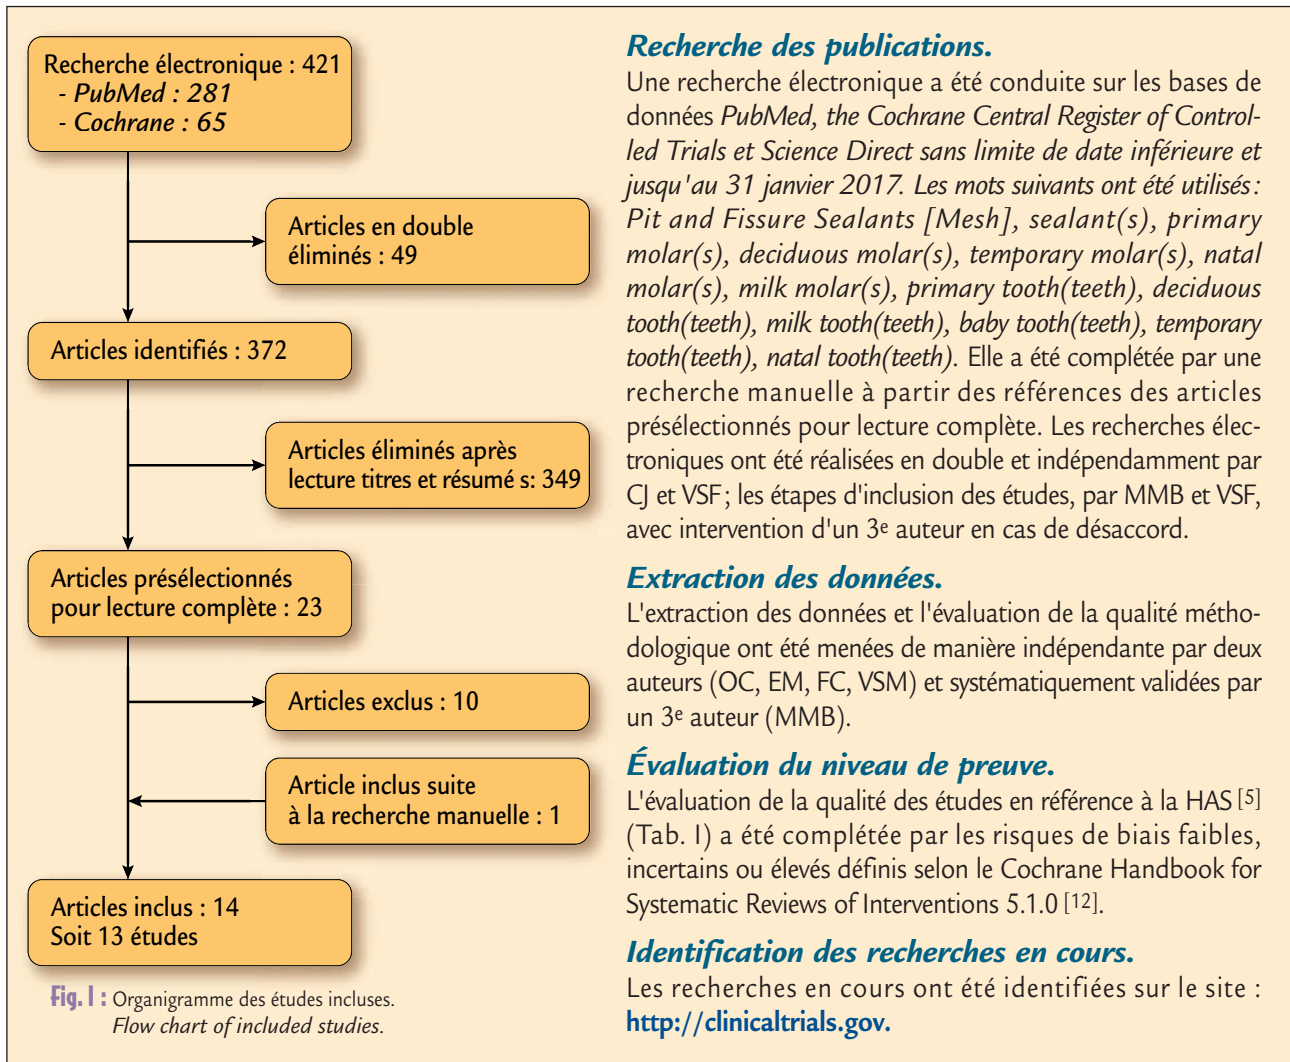 Recherche électronique : 421
- PubMed : 281
- Cochrane : 65
Articles en double
éliminés : 49
Articles identifiés : 372
Articles éliminés après
lecture titres et résumé s: 349
Articles présélectionnés
pour lecture complète : 23
Articles exclus : 10
Article inclus suite
à la recherche manuelle : 1
Articles inclus : 14
Soit 13 études
Fig. 1 : Organigramme des études incluses.
Flow chart of included studies.
Recherche des publications.
Une recherche électronique a été conduite sur les bases de
données PubMed, the Cochrane Central Register of Control-
led Trials et Science Direct sans limite de date inférieure et
jusqu'au 31 janvier 2017. Les mots suivants ont été utilisés :
Pit and Fissure Sealants [Mesh], sealant(s), primary
molar(s), deciduous molar(s), temporary molar(s), natal
molar(s), milk molar(s), primary tooth(teeth), deciduous
tooth(teeth), milk tooth(teeth), baby tooth(teeth), temporary
tooth(teeth), natal tooth(teeth). Elle a été complétée par une
recherche manuelle à partir des références des articles
présélectionnés pour lecture complète. Les recherches élec-
troniques ont été réalisées en double et indépendamment par
CJ et VSF ; les étapes d'inclusion des études, par MMB et VSF,
avec intervention d'un 3e auteur en cas de désaccord.
Extraction des données.
L'extraction des données et l'évaluation de la qualité métho-
dologique ont été menées de manière indépendante par deux
auteurs (OC, EM, FC, VSM) et systématiquement validées par
un 3e auteur (MMB).
Évaluation du niveau de preuve.
L'évaluation de la qualité des études en référence à la HAS [5]
(Tab. I) a été complétée par les risques de biais faibles,
incertains ou élevés définis selon le Cochrane Handbook for
Systematic Reviews of Interventions 5.1.0 [12].
Identification des recherches en cours.
Les recherches en cours ont été identifiées sur le site :
http://clinicaltrials.gov.